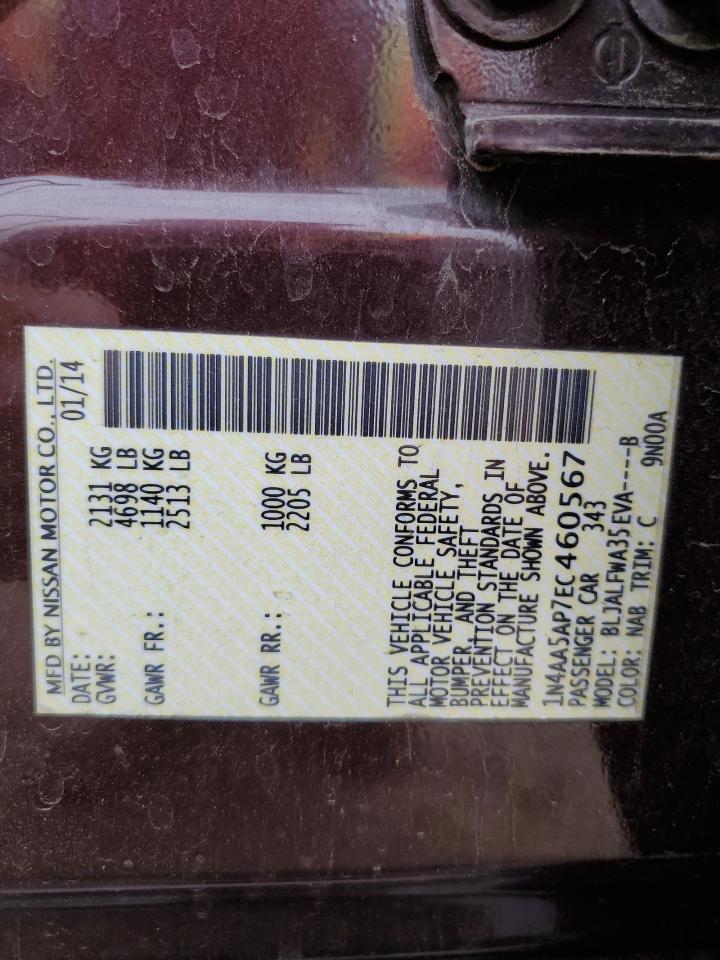 MFD BY NISSAN MOTOR CO., LTD.
DATE: 01/14
GVWR: 2131 KG
4698 LB
GAWR FR.: 1140 KG
2513 LB
GAWR RR.: 1000 KG
2205 LB
THIS VEHICLE CONFORMS TO
ALL APPLICABLE FEDERAL
MOTOR VEHICLE SAFETY,
BUMPER, AND THEFT
PREVENTION STANDARDS IN
EFFECT ON THE DATE OF
MANUFACTURE SHOWN ABOVE.
1N4AA5AP7EC460567
PASSENGER CAR 343
MODEL: BLJALFWA35EVA----B
COLOR: NAB TRIM: C 9N00A